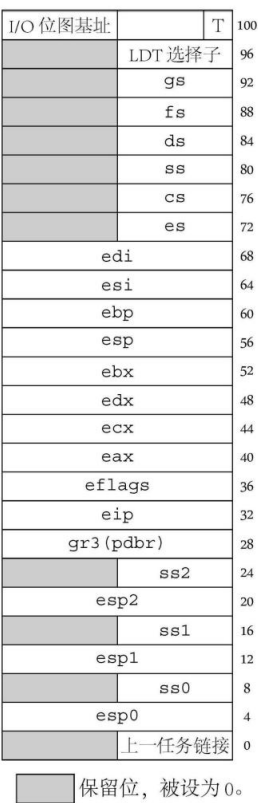 I/O 位图基址 T 100
LDT 选择子 96
gs 92
fs 88
ds 84
ss 80
cs 76
es 72
edi 68
esi 64
ebp 60
esp 56
ebx 52
edx 48
ecx 44
eax 40
eflags 36
eip 32
gr3(pdbr) 28
ss2 24
esp2 20
ss1 16
esp1 12
ss0 8
esp0 4
上一任务链接 0
保留位，被设为0。